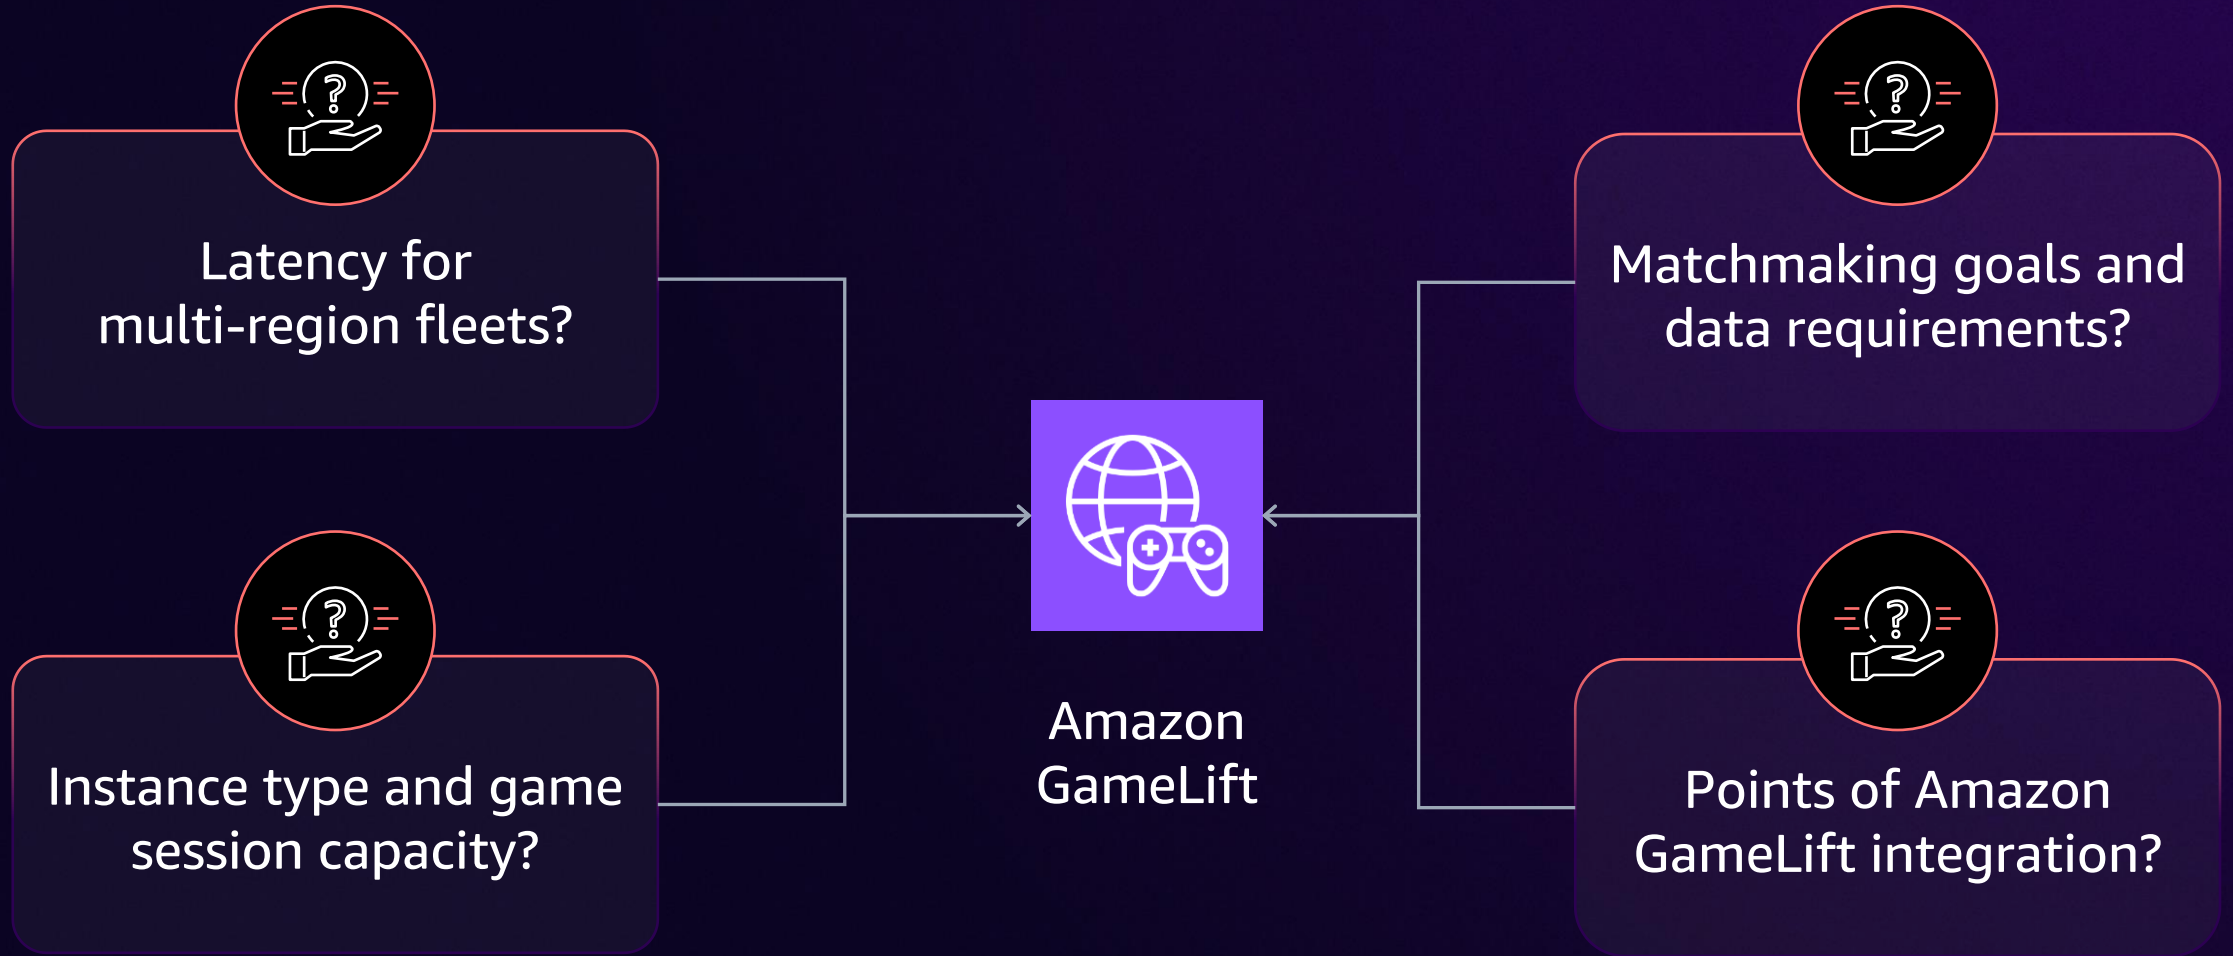 Latency for
multi-region fleets?
Matchmaking goals and
data requirements?
Amazon
GameLift
Instance type and game
session capacity?
Points of Amazon
GameLift integration?